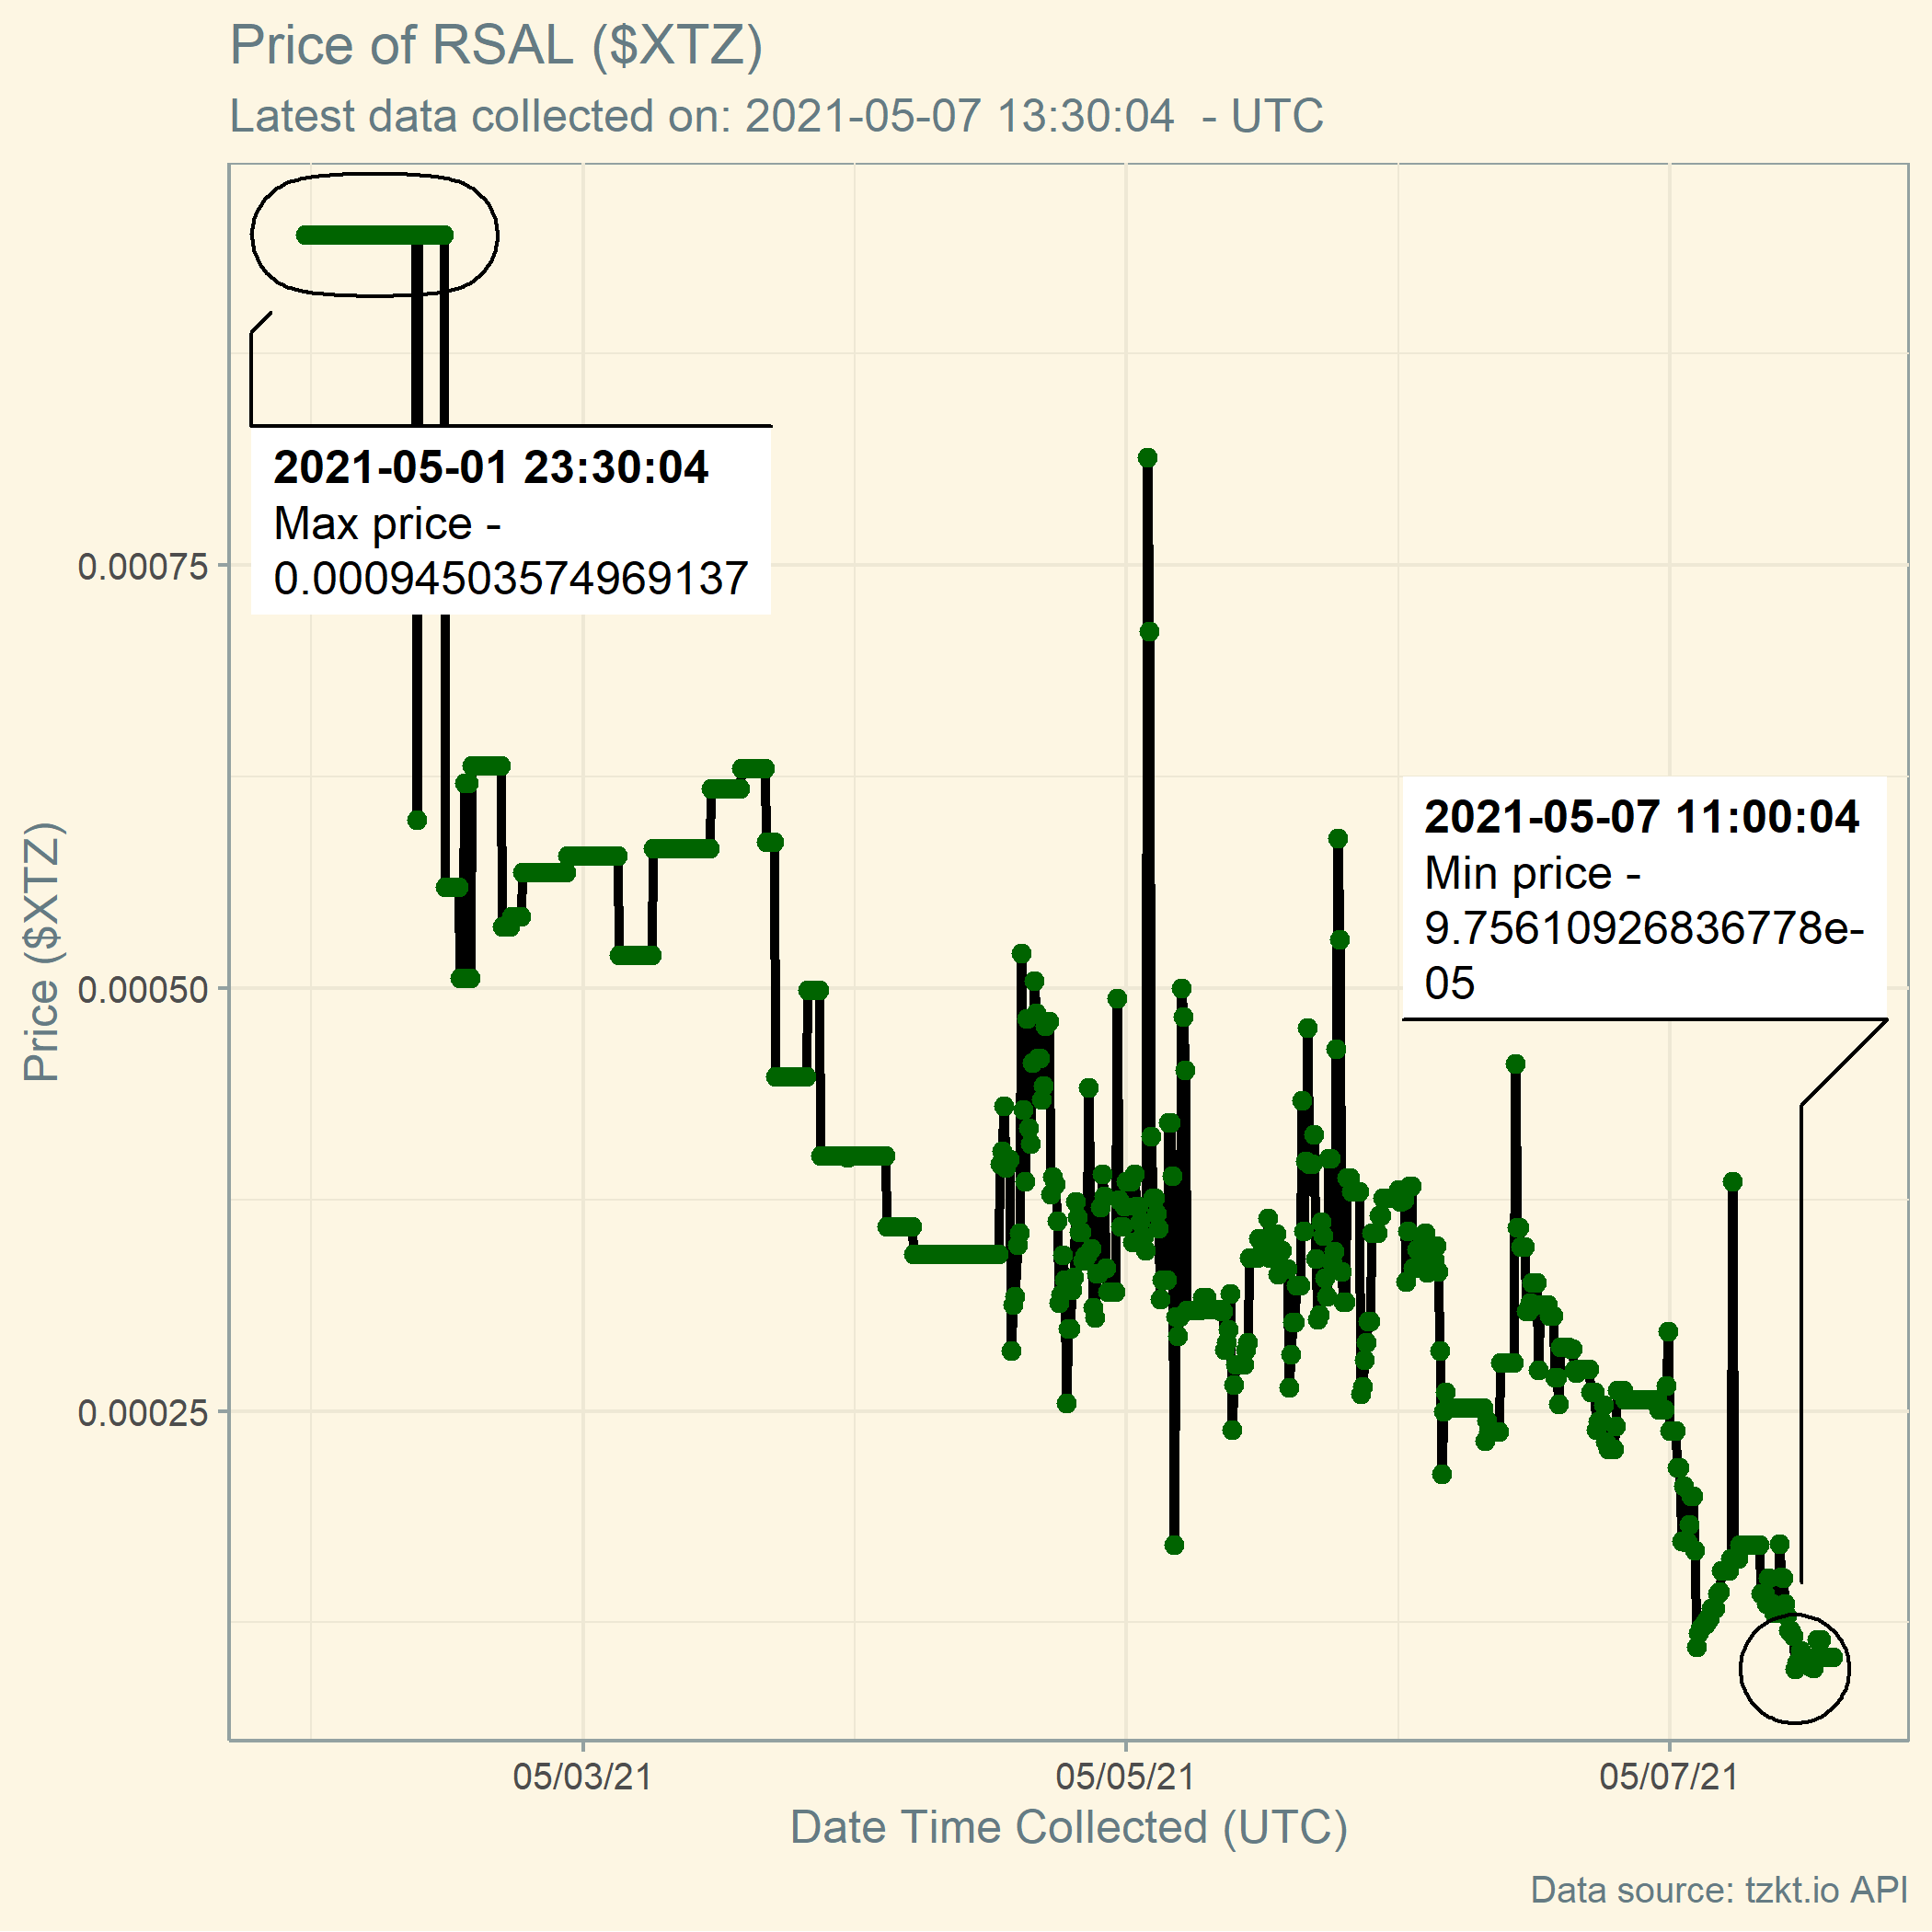 Price of RSAL ($XTZ)
Latest data collected on: 2021-05-07 13:30:04  - UTC
2021-05-01 23:30:04
Max price -
0.00094503574969137
0.00075
2021-05-07 11:00:04
Min price -
9.75610926836778e-
05
0.00050
0.00025
Price ($XTZ)
05/03/21
05/05/21
05/07/21
Date Time Collected (UTC)
Data source: tzkt.io API